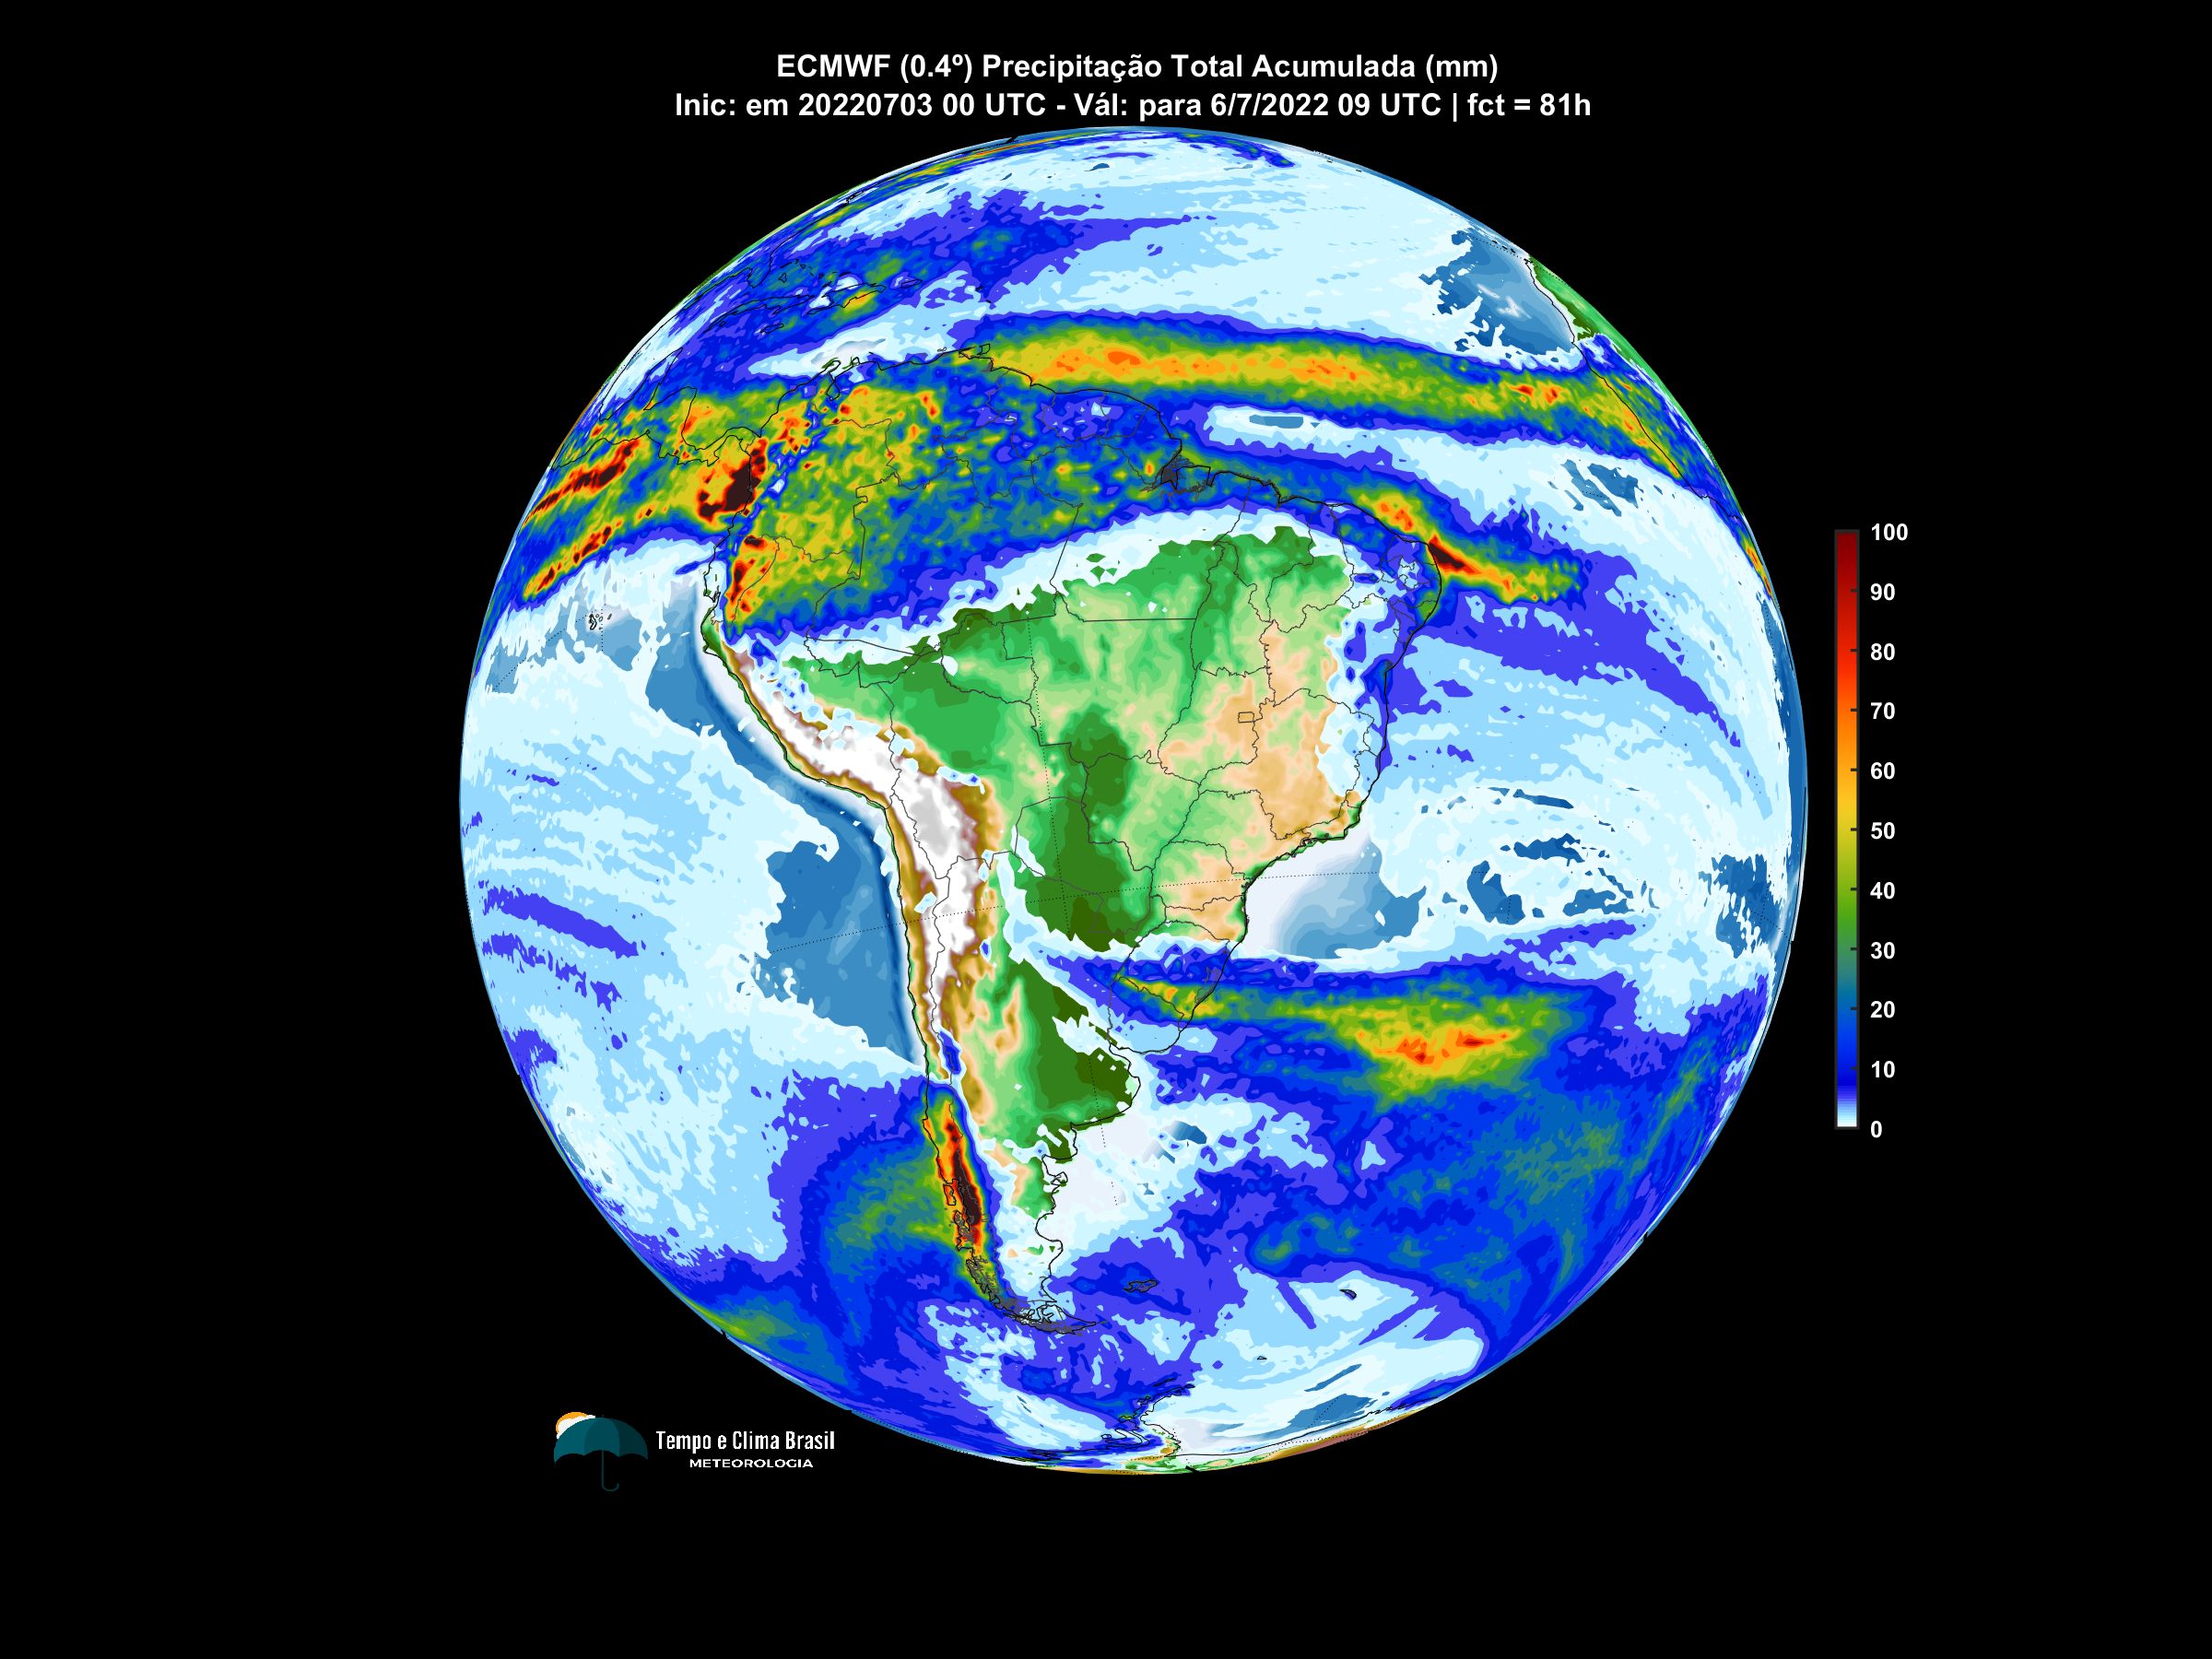 ECMWF (0.4º) Precipitação Total Acumulada (mm)
Inic: em 20220703 00 UTC - Vál: para 6/7/2022 09 UTC | fct = 81h
100
90
80
70
60
50
40
30
20
10
0
Tempo e Clima Brasil
METEOROLOGIA